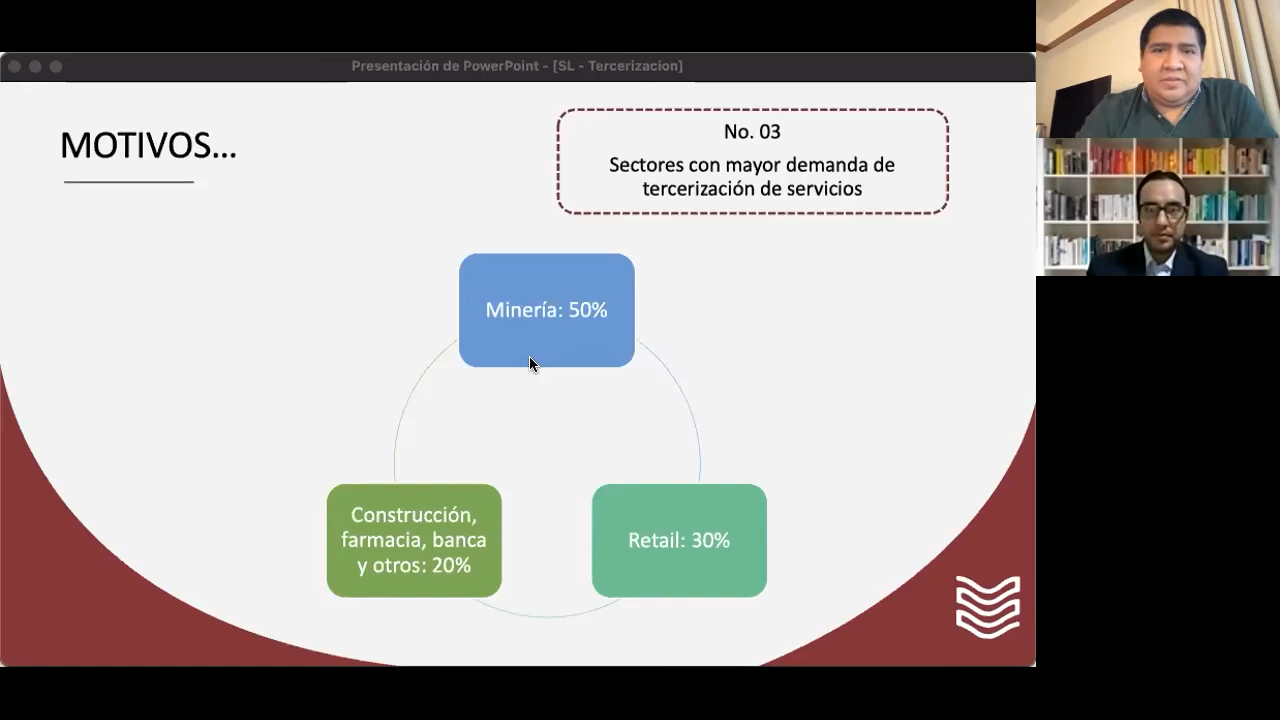 Presentación de PowerPoint - [SL - Tercerizacion]
MOTIVOS...
No. 03
Sectores con mayor demanda de
tercerización de servicios
Minería: 50%
Construcción,
farmacia, banca
y otros: 20%
Retail: 30%